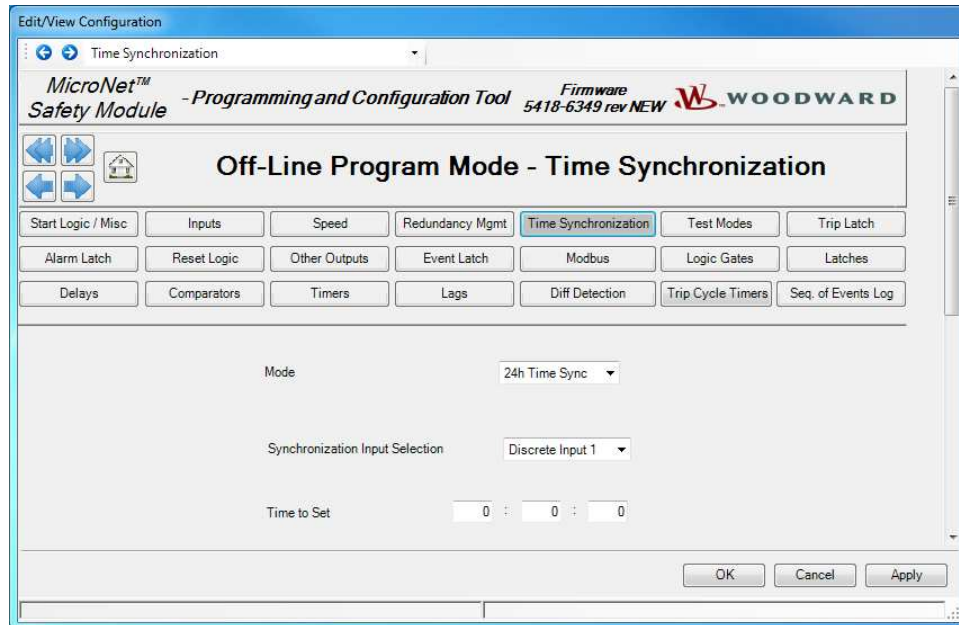 Edit/View Configuration
Time Synchronization
MicroNet™ Safety Module
- Programming and Configuration Tool
Firmware
5418-6349 rev NEW
WOODWARD
Off-Line Program Mode - Time Synchronization
Start Logic / Misc
Inputs
Speed
Redundancy Mgmt
Time Synchronization
Test Modes
Trip Latch
Alarm Latch
Reset Logic
Other Outputs
Event Latch
Modbus
Logic Gates
Latches
Delays
Comparators
Timers
Lags
Diff Detection
Trip Cycle Timers
Seq. of Events Log
Mode
24h Time Sync
Synchronization Input Selection
Discrete Input 1
Time to Set
0 : 0 : 0
OK
Cancel
Apply